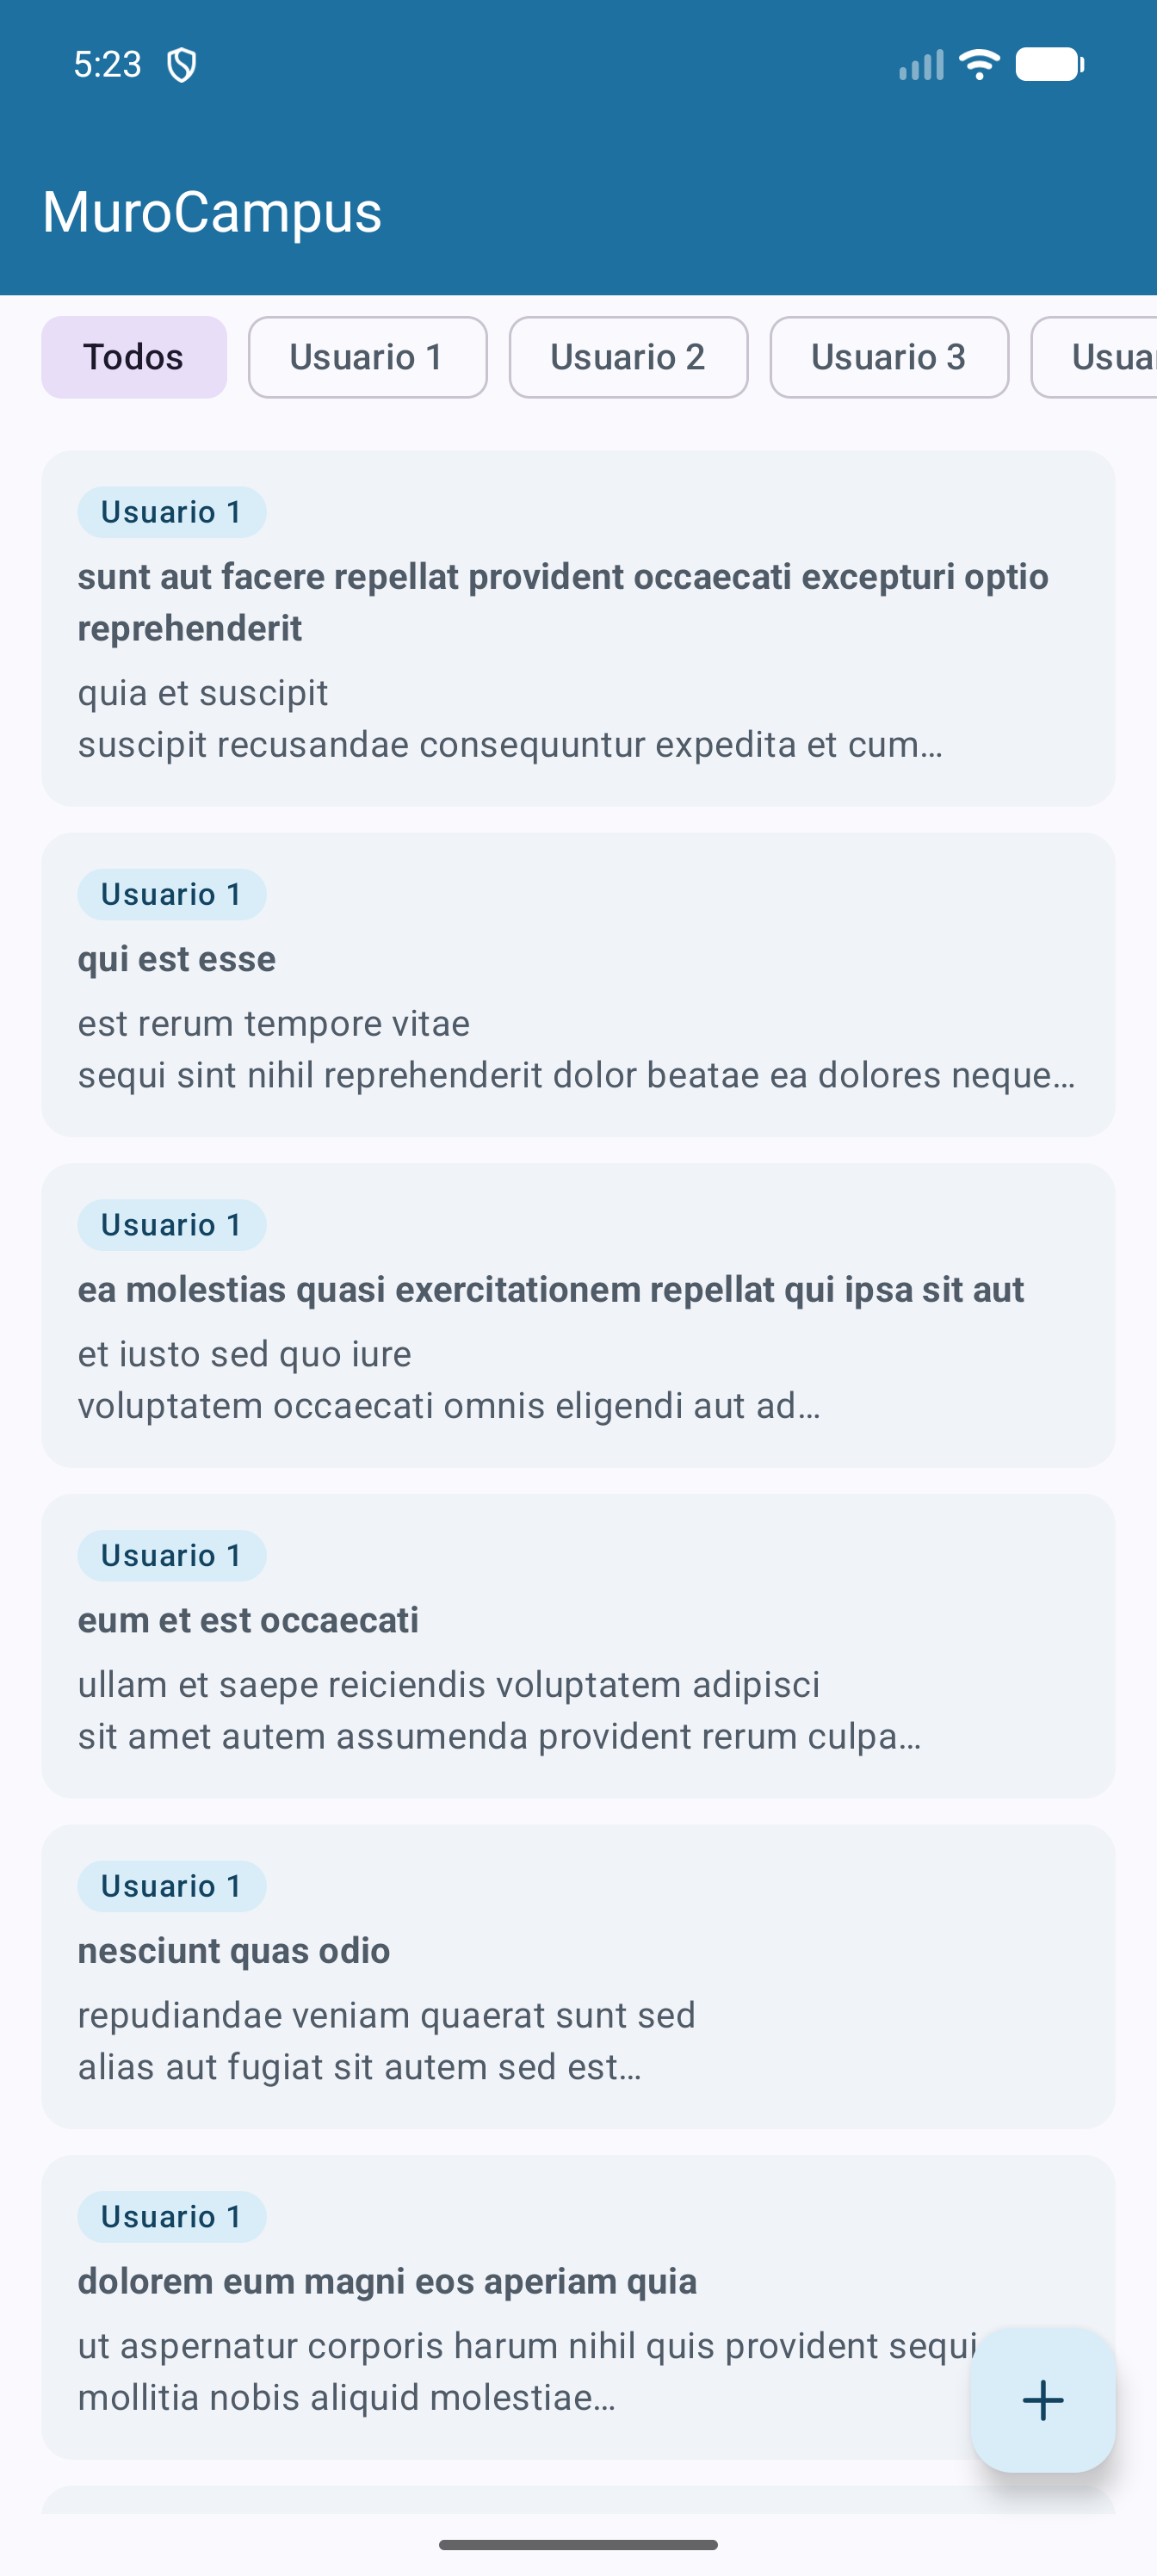 5:23
MuroCampus
Todos
Usuario 1
Usuario 2
Usuario 3
Usua
Usuario 1
sunt aut facere repellat provident occaecati excepturi optio
reprehenderit
quia et suscipit
suscipit recusandae consequuntur expedita et cum…
Usuario 1
qui est esse
est rerum tempore vitae
sequi sint nihil reprehenderit dolor beatae ea dolores neque…
Usuario 1
ea molestias quasi exercitationem repellat qui ipsa sit aut
et iusto sed quo iure
voluptatem occaecati omnis eligendi aut ad…
Usuario 1
eum et est occaecati
ullam et saepe reiciendis voluptatem adipisci
sit amet autem assumenda provident rerum culpa…
Usuario 1
nesciunt quas odio
repudiandae veniam quaerat sunt sed
alias aut fugiat sit autem sed est…
Usuario 1
dolorem eum magni eos aperiam quia
ut aspernatur corporis harum nihil quis provident sequi
mollitia nobis aliquid molestiae…